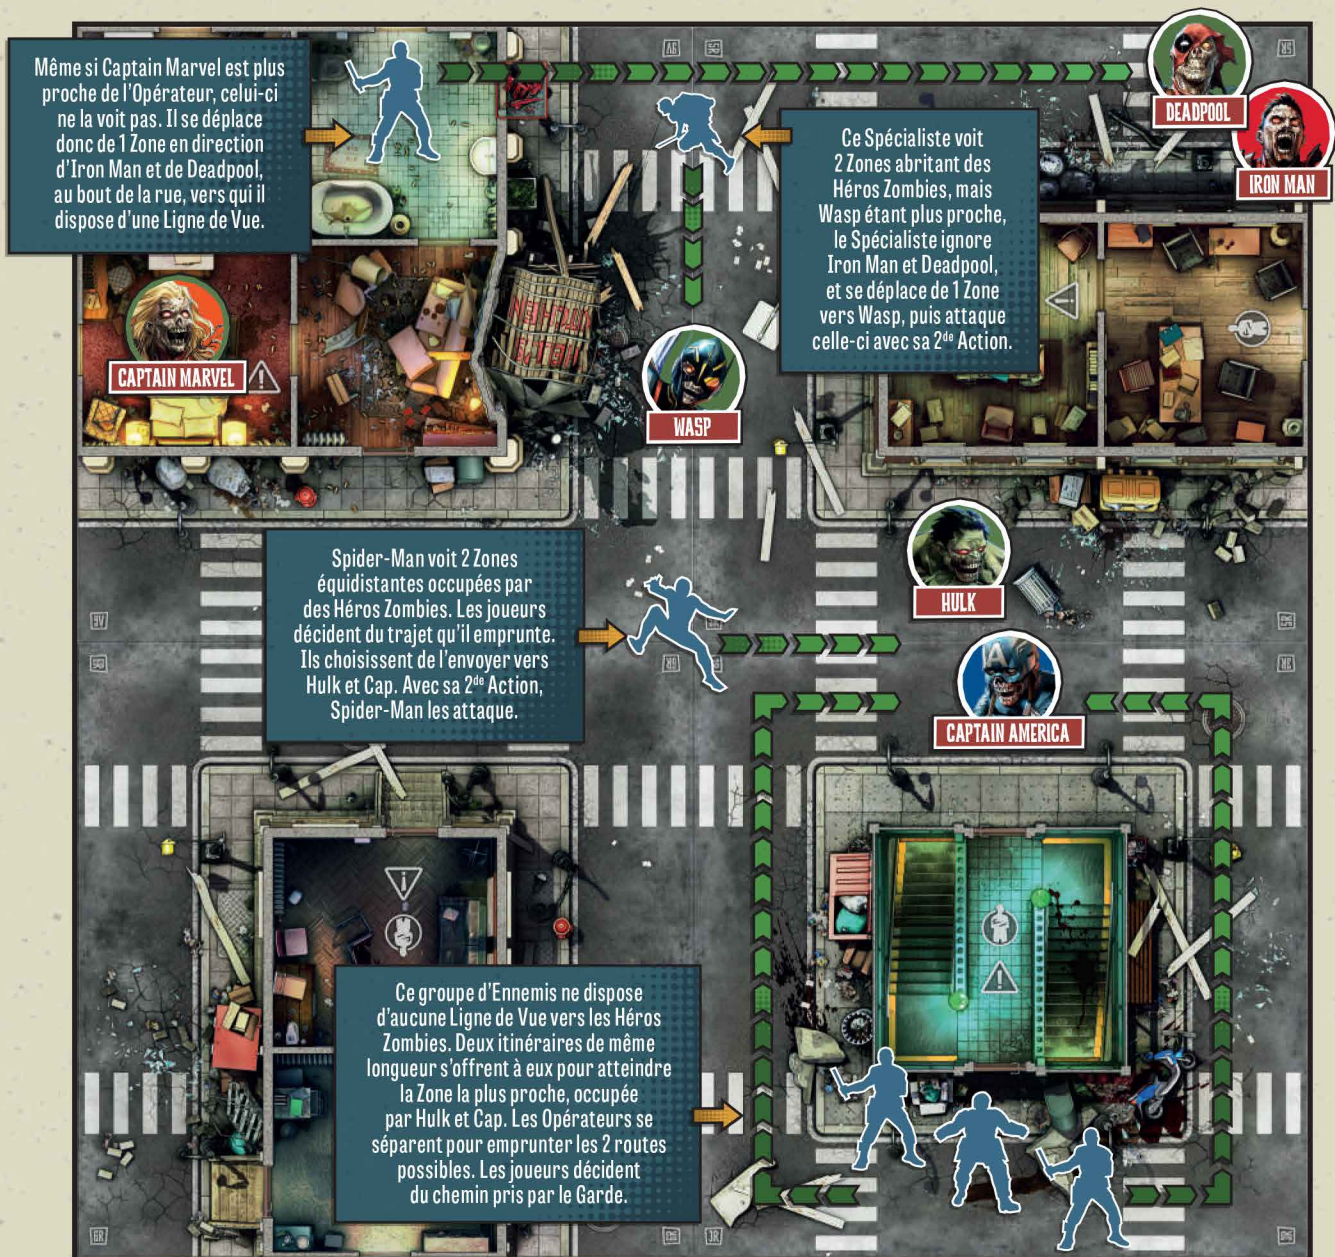 Même si Captain Marvel est plus
proche de l'Opérateur, celui-ci
ne la voit pas. Il se déplace
donc de 1 Zone en direction
d'Iron Man et de Deadpool,
au bout de la rue, vers qui il
dispose d'une Ligne de Vue.
DEADPOOL
IRON MAN
Ce Spécialiste voit
2 Zones abritant des
Héros Zombies, mais
Wasp étant plus proche,
le Spécialiste ignore
Iron Man et Deadpool,
et se déplace de 1 Zone
vers Wasp, puis attaque
celle-ci avec sa 2de Action.
CAPTAIN MARVEL
WASP
Spider-Man voit 2 Zones
équidistantes occupées par
des Héros Zombies. Les joueurs
décident du trajet qu'il emprunte.
Ils choisissent de l'envoyer vers
Hulk et Cap. Avec sa 2de Action,
Spider-Man les attaque.
HULK
CAPTAIN AMERICA
Ce groupe d'Ennemis ne dispose
d'aucune Ligne de Vue vers les Héros
Zombies. Deux itinéraires de même
longueur s'offrent à eux pour atteindre
la Zone la plus proche, occupée
par Hulk et Cap. Les Opérateurs se
séparent pour emprunter les 2 routes
possibles. Les joueurs décident
du chemin pris par le Garde.